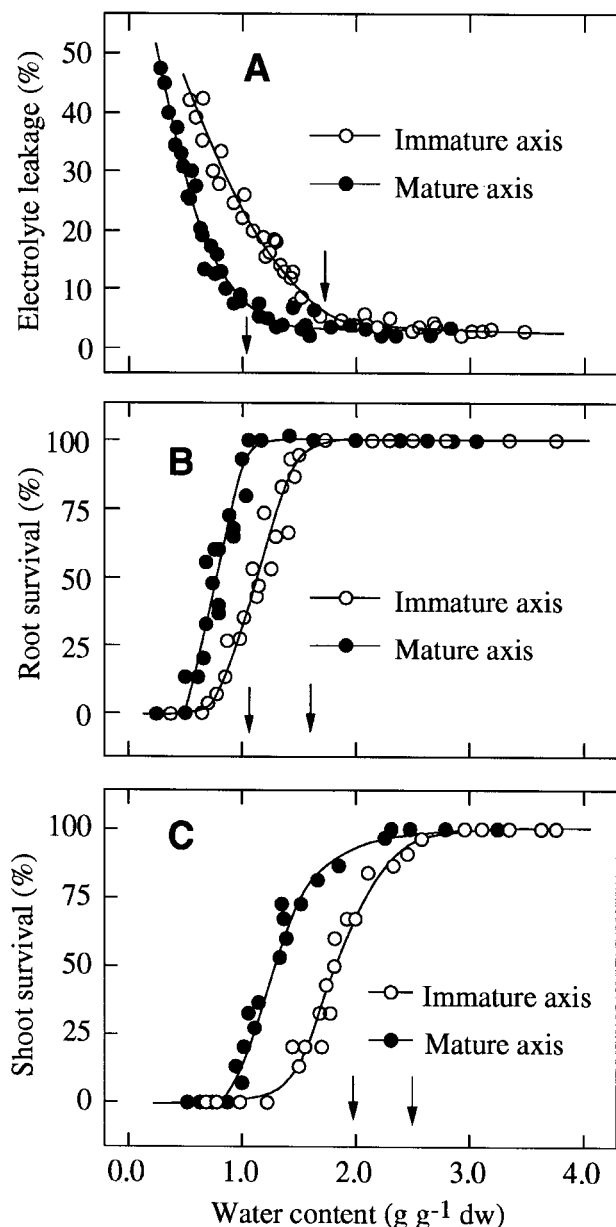 A
Electrolyte leakage (%)
50
40
30
20
10
0
Immature axis
Mature axis
B
Root survival (%)
100
75
50
25
0
Immature axis
Mature axis
C
Shoot survival (%)
100
75
50
25
0
Immature axis
Mature axis
0.0 1.0 2.0 3.0 4.0
Water content (g g⁻¹ dw)